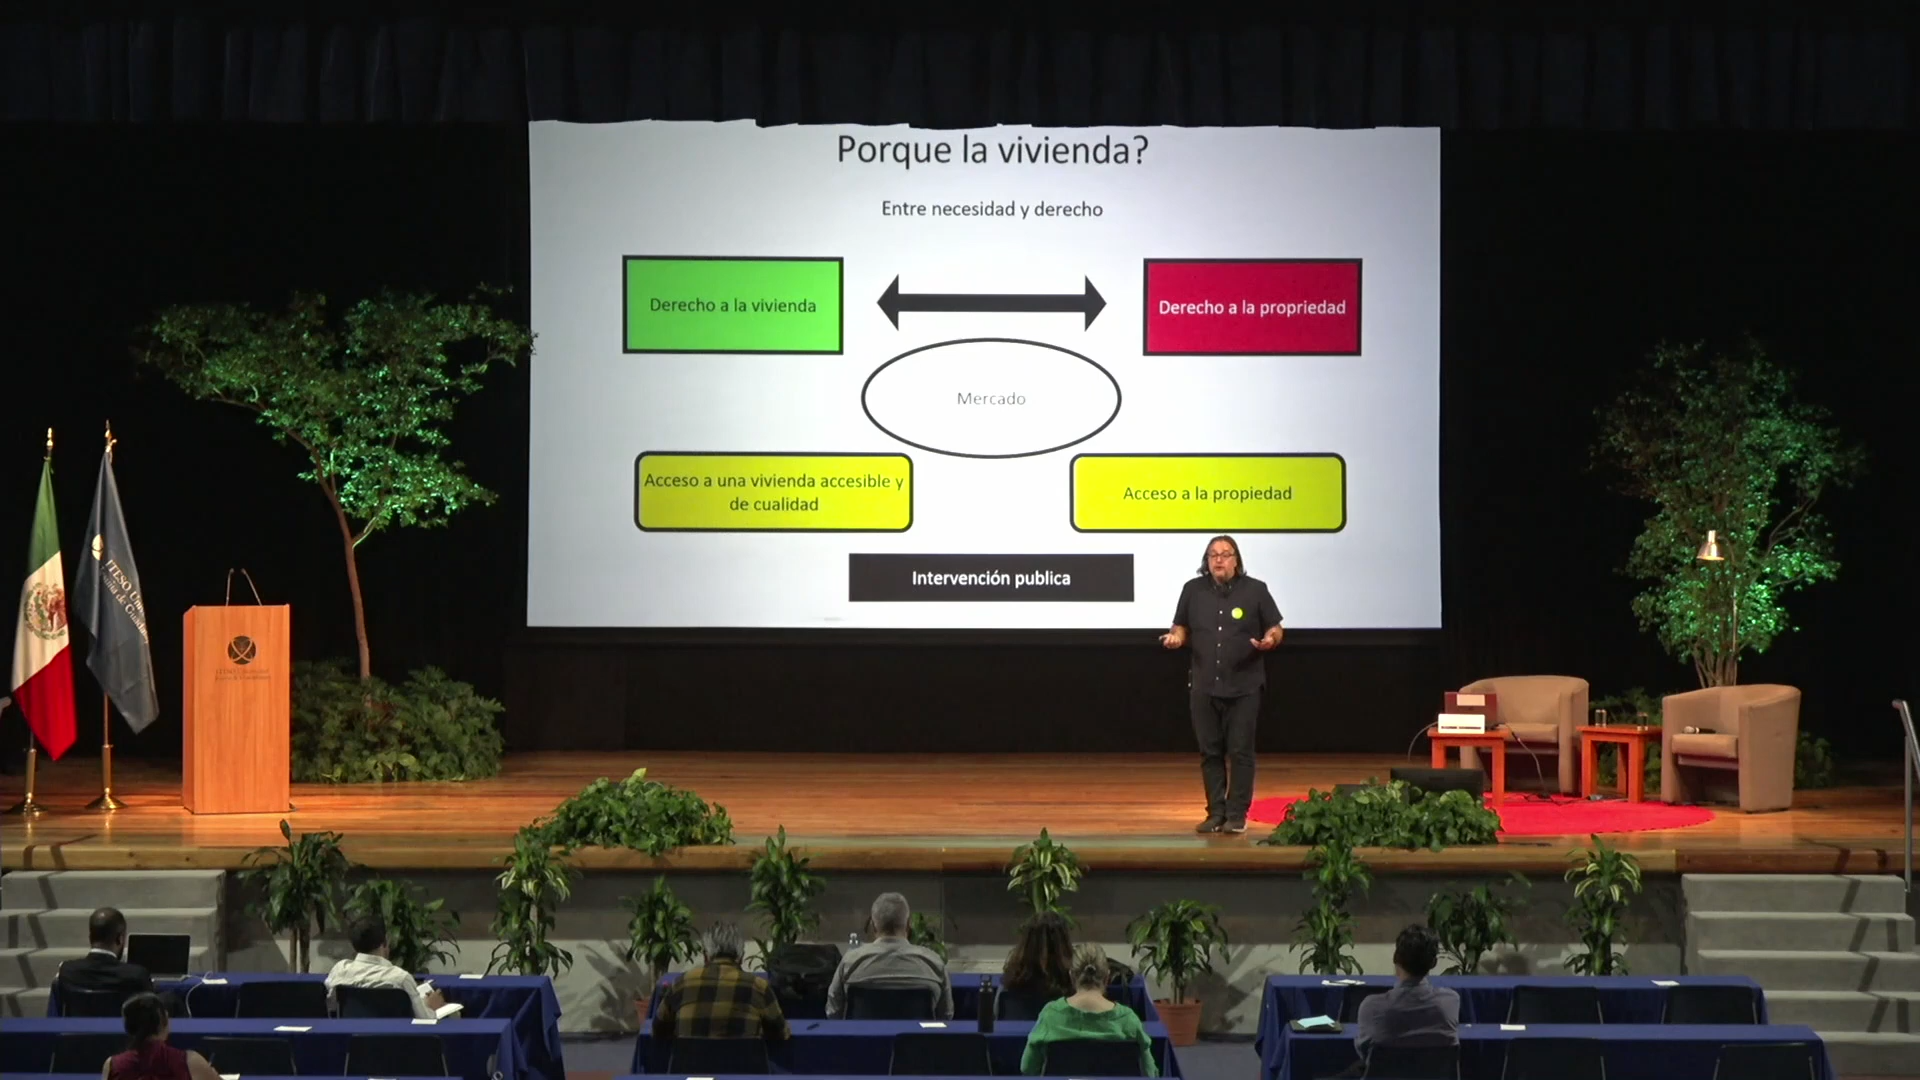 Porque la vivienda?
Entre necesidad y derecho
Derecho a la vivienda
Derecho a la propriedad
Mercado
Acceso a una vivienda accesible y
de cualidad
Acceso a la propiedad
Intervención publica
ITESO